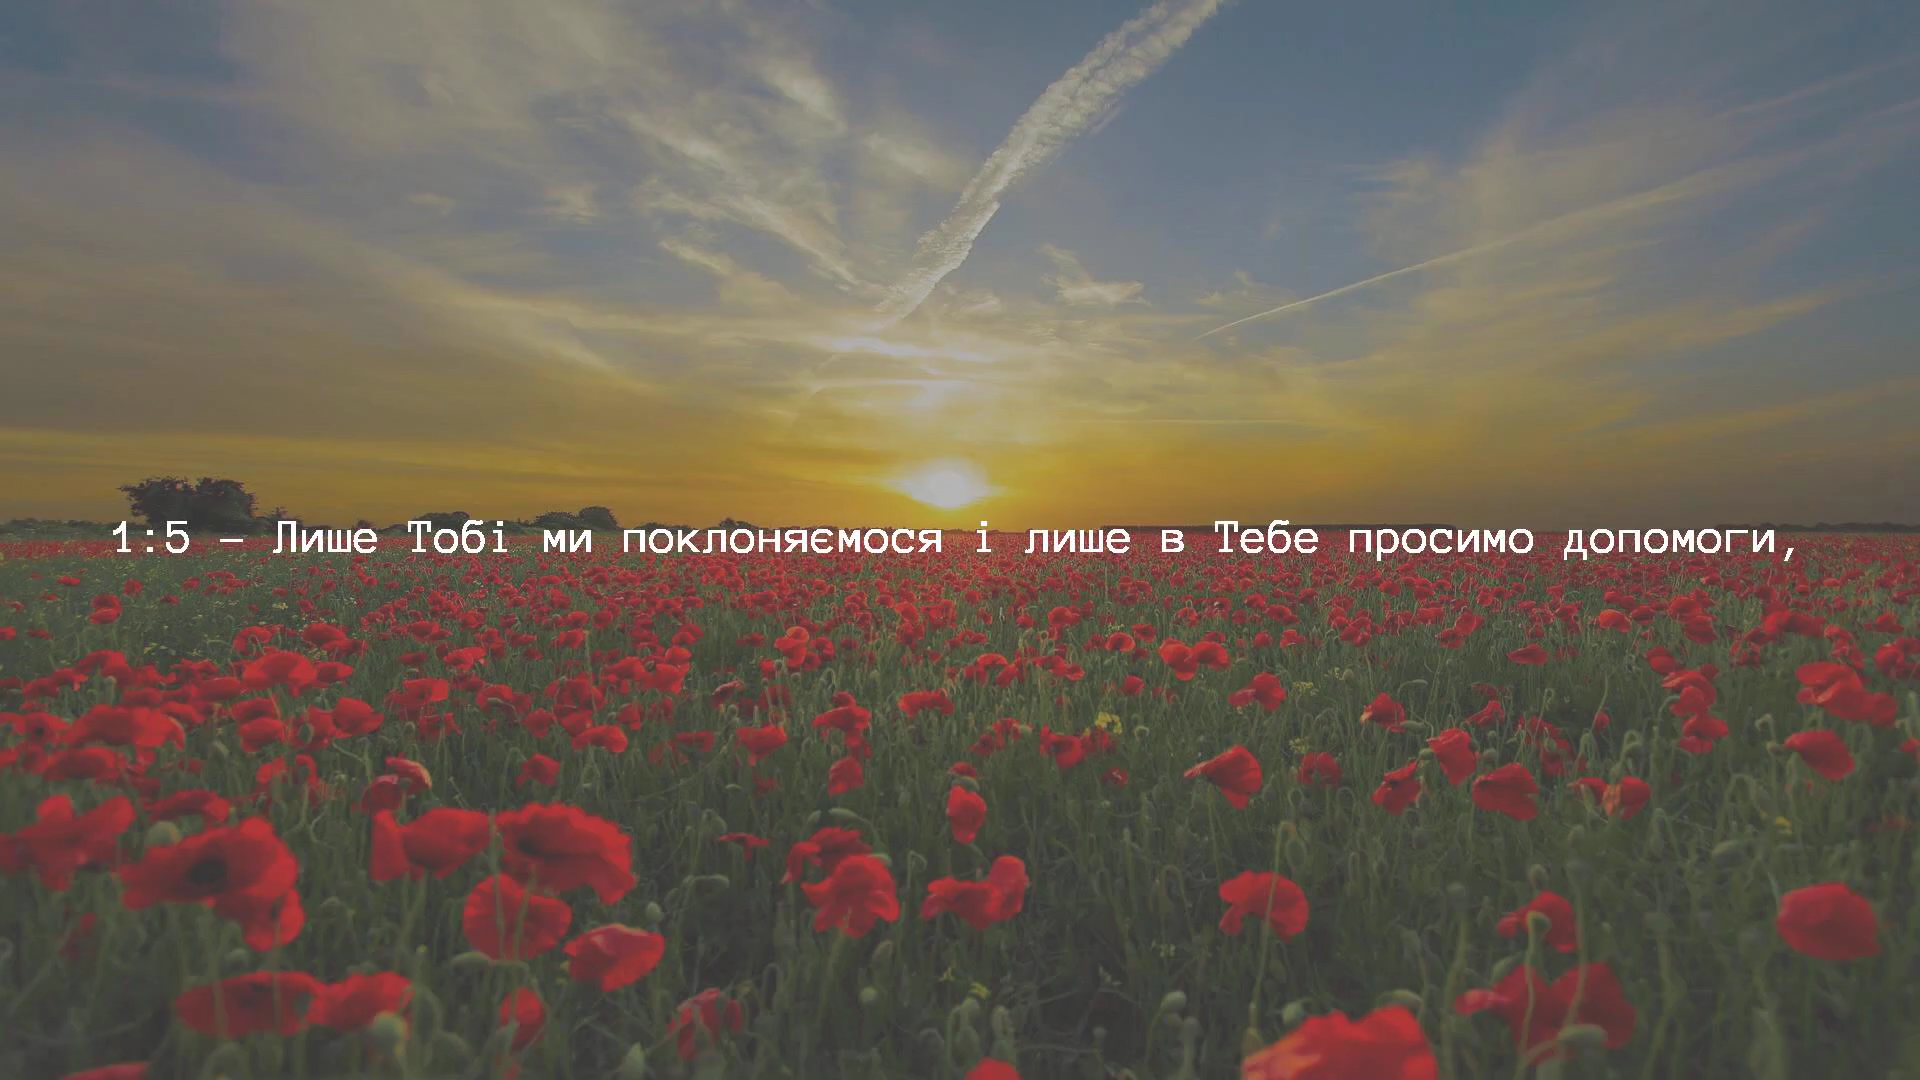 1:5 – Лише Тобі ми поклоняємося і лише в Тебе просимо допомоги,